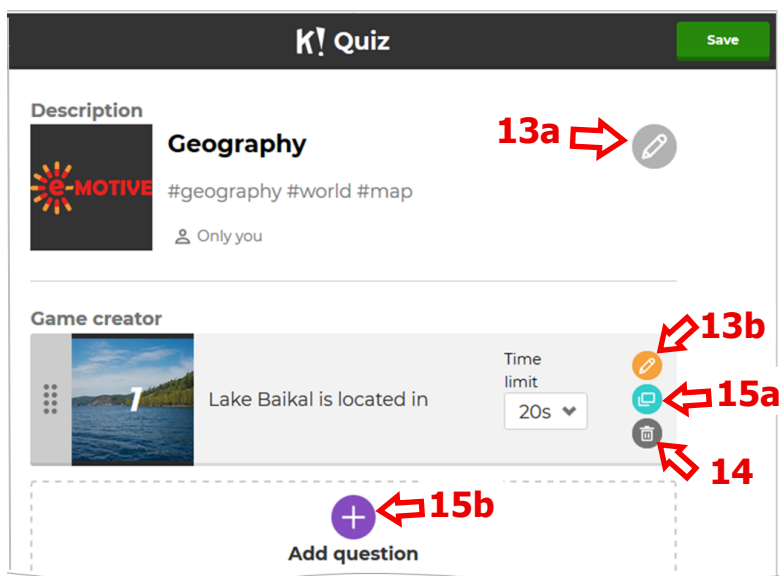 K! Quiz
Save
Description
Geography
13a
e-MOTIVE
#geography #world #map
Only you
Game creator
13b
Time
limit
1
Lake Baikal is located in
20s
15a
14
15b
Add question